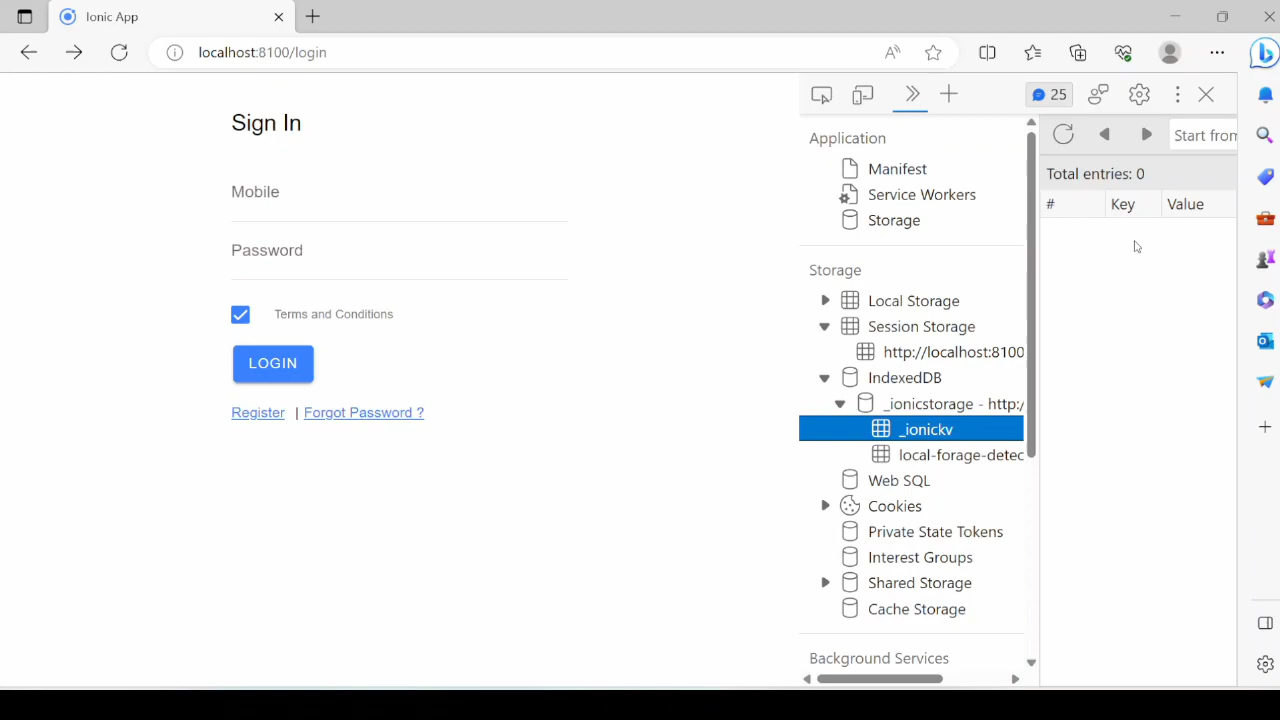 Ionic App
localhost:8100/login
Sign In
Mobile
Password
Terms and Conditions
LOGIN
Register | Forgot Password ?
25
Application
Manifest
Service Workers
Storage
Storage
Local Storage
Session Storage
http://localhost:8100
IndexedDB
_ionicstorage - http:/
_ionickv
local-forage-detec
Web SQL
Cookies
Private State Tokens
Interest Groups
Shared Storage
Cache Storage
Background Services
Start from
Total entries: 0
# Key Value